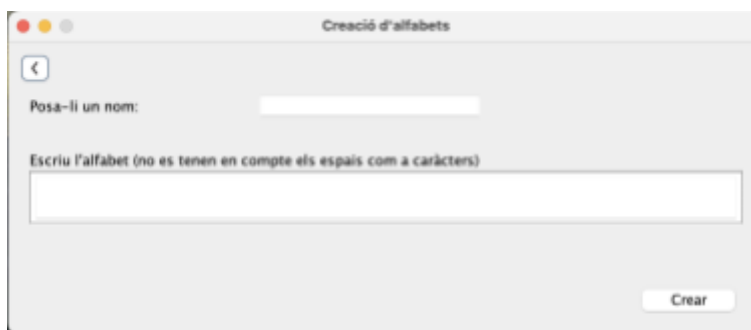 Creació d'alfabets
<
Posa-li un nom:
Escriu l'alfabet (no es tenen en compte els espais com a caràcters)
Crear